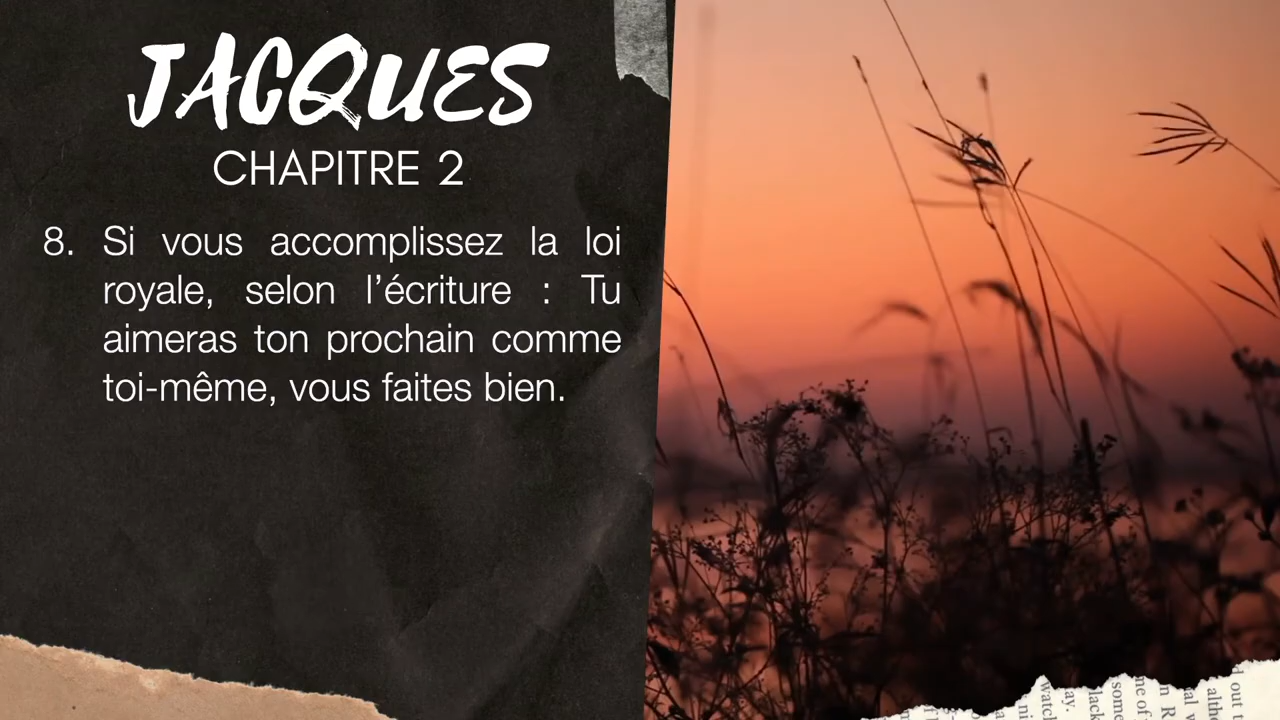 JACQUES
CHAPITRE 2
8. Si vous accomplissez la loi
royale, selon l’écriture : Tu
aimeras ton prochain comme
toi-même, vous faites bien.